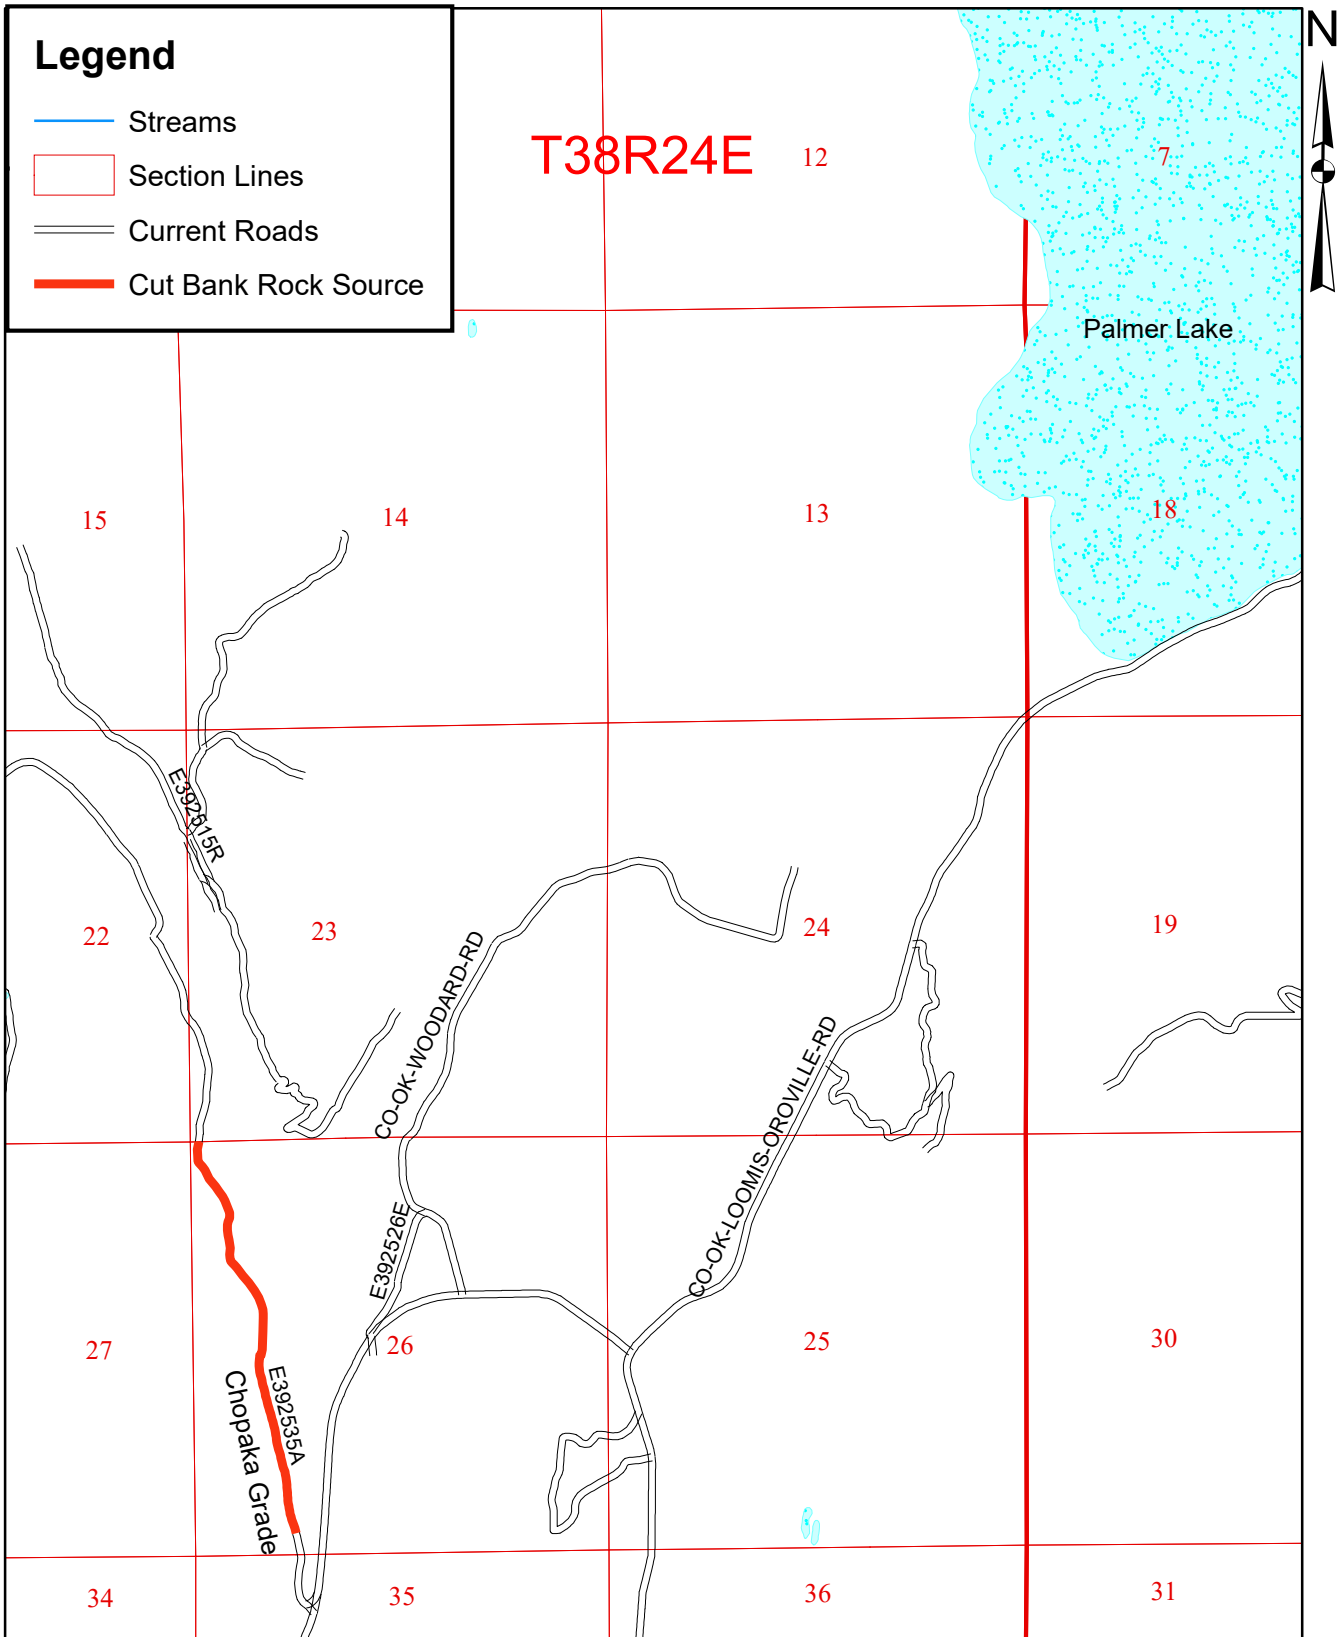 Legend
Streams
Section Lines
Current Roads
Cut Bank Rock Source
N
T38R24E
12
7
Palmer Lake
15
14
13
18
E392515R
22
23
CO-OK-WOODARD-RD
24
19
CO-OK-LOOMIS-OROVILLE-RD
E392526E
27
26
25
30
E392535A
Chopaka Grade
34
35
36
31